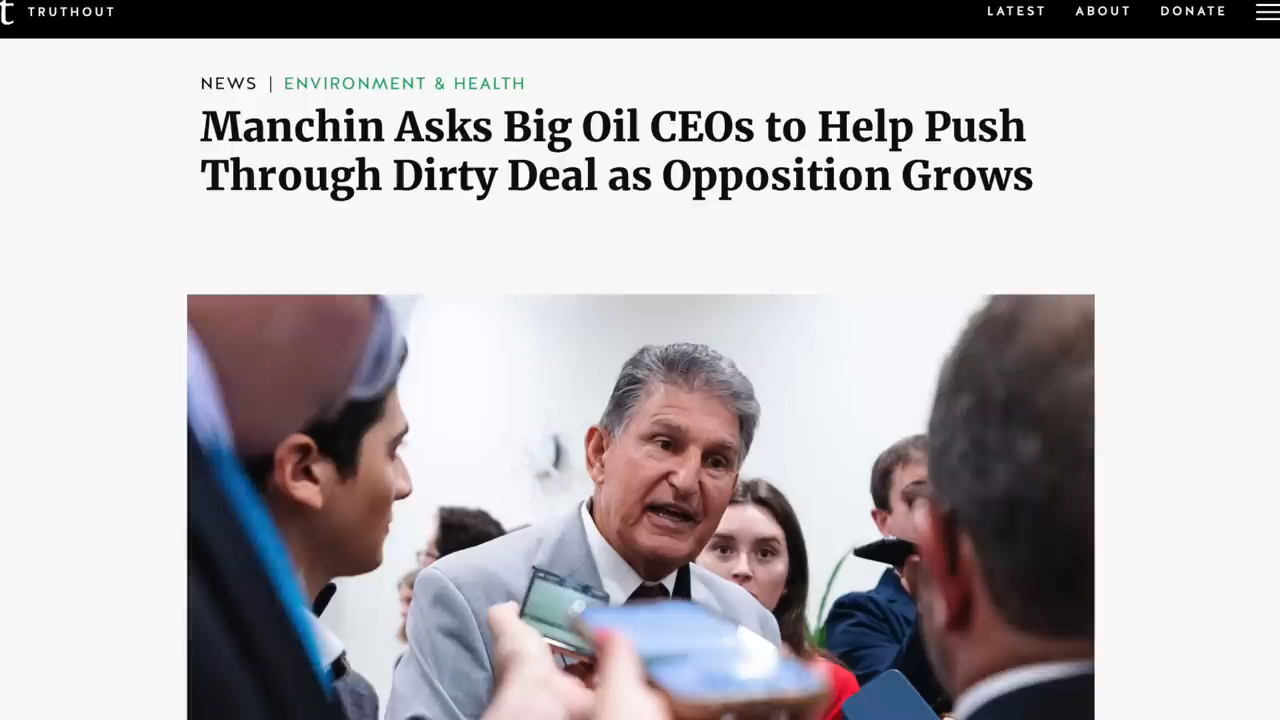 t TRUTHOUT LATEST ABOUT DONATE
NEWS | ENVIRONMENT & HEALTH
Manchin Asks Big Oil CEOs to Help Push
Through Dirty Deal as Opposition Grows